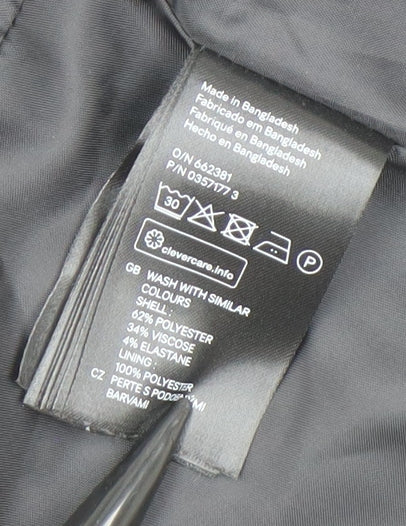 Made in Bangladesh
Fabricado em Bangladesh
Fabriqué en Bangladesh
Hecho en Bangladesh
O/N 662381
P/N 0357177 3
30 P
clevercare.info
GB WASH WITH SIMILAR
COLOURS
SHELL :
62% POLYESTER
34% VISCOSE
4% ELASTANE
LINING :
100% POLYESTER
CZ PERTE S
BARVAMI